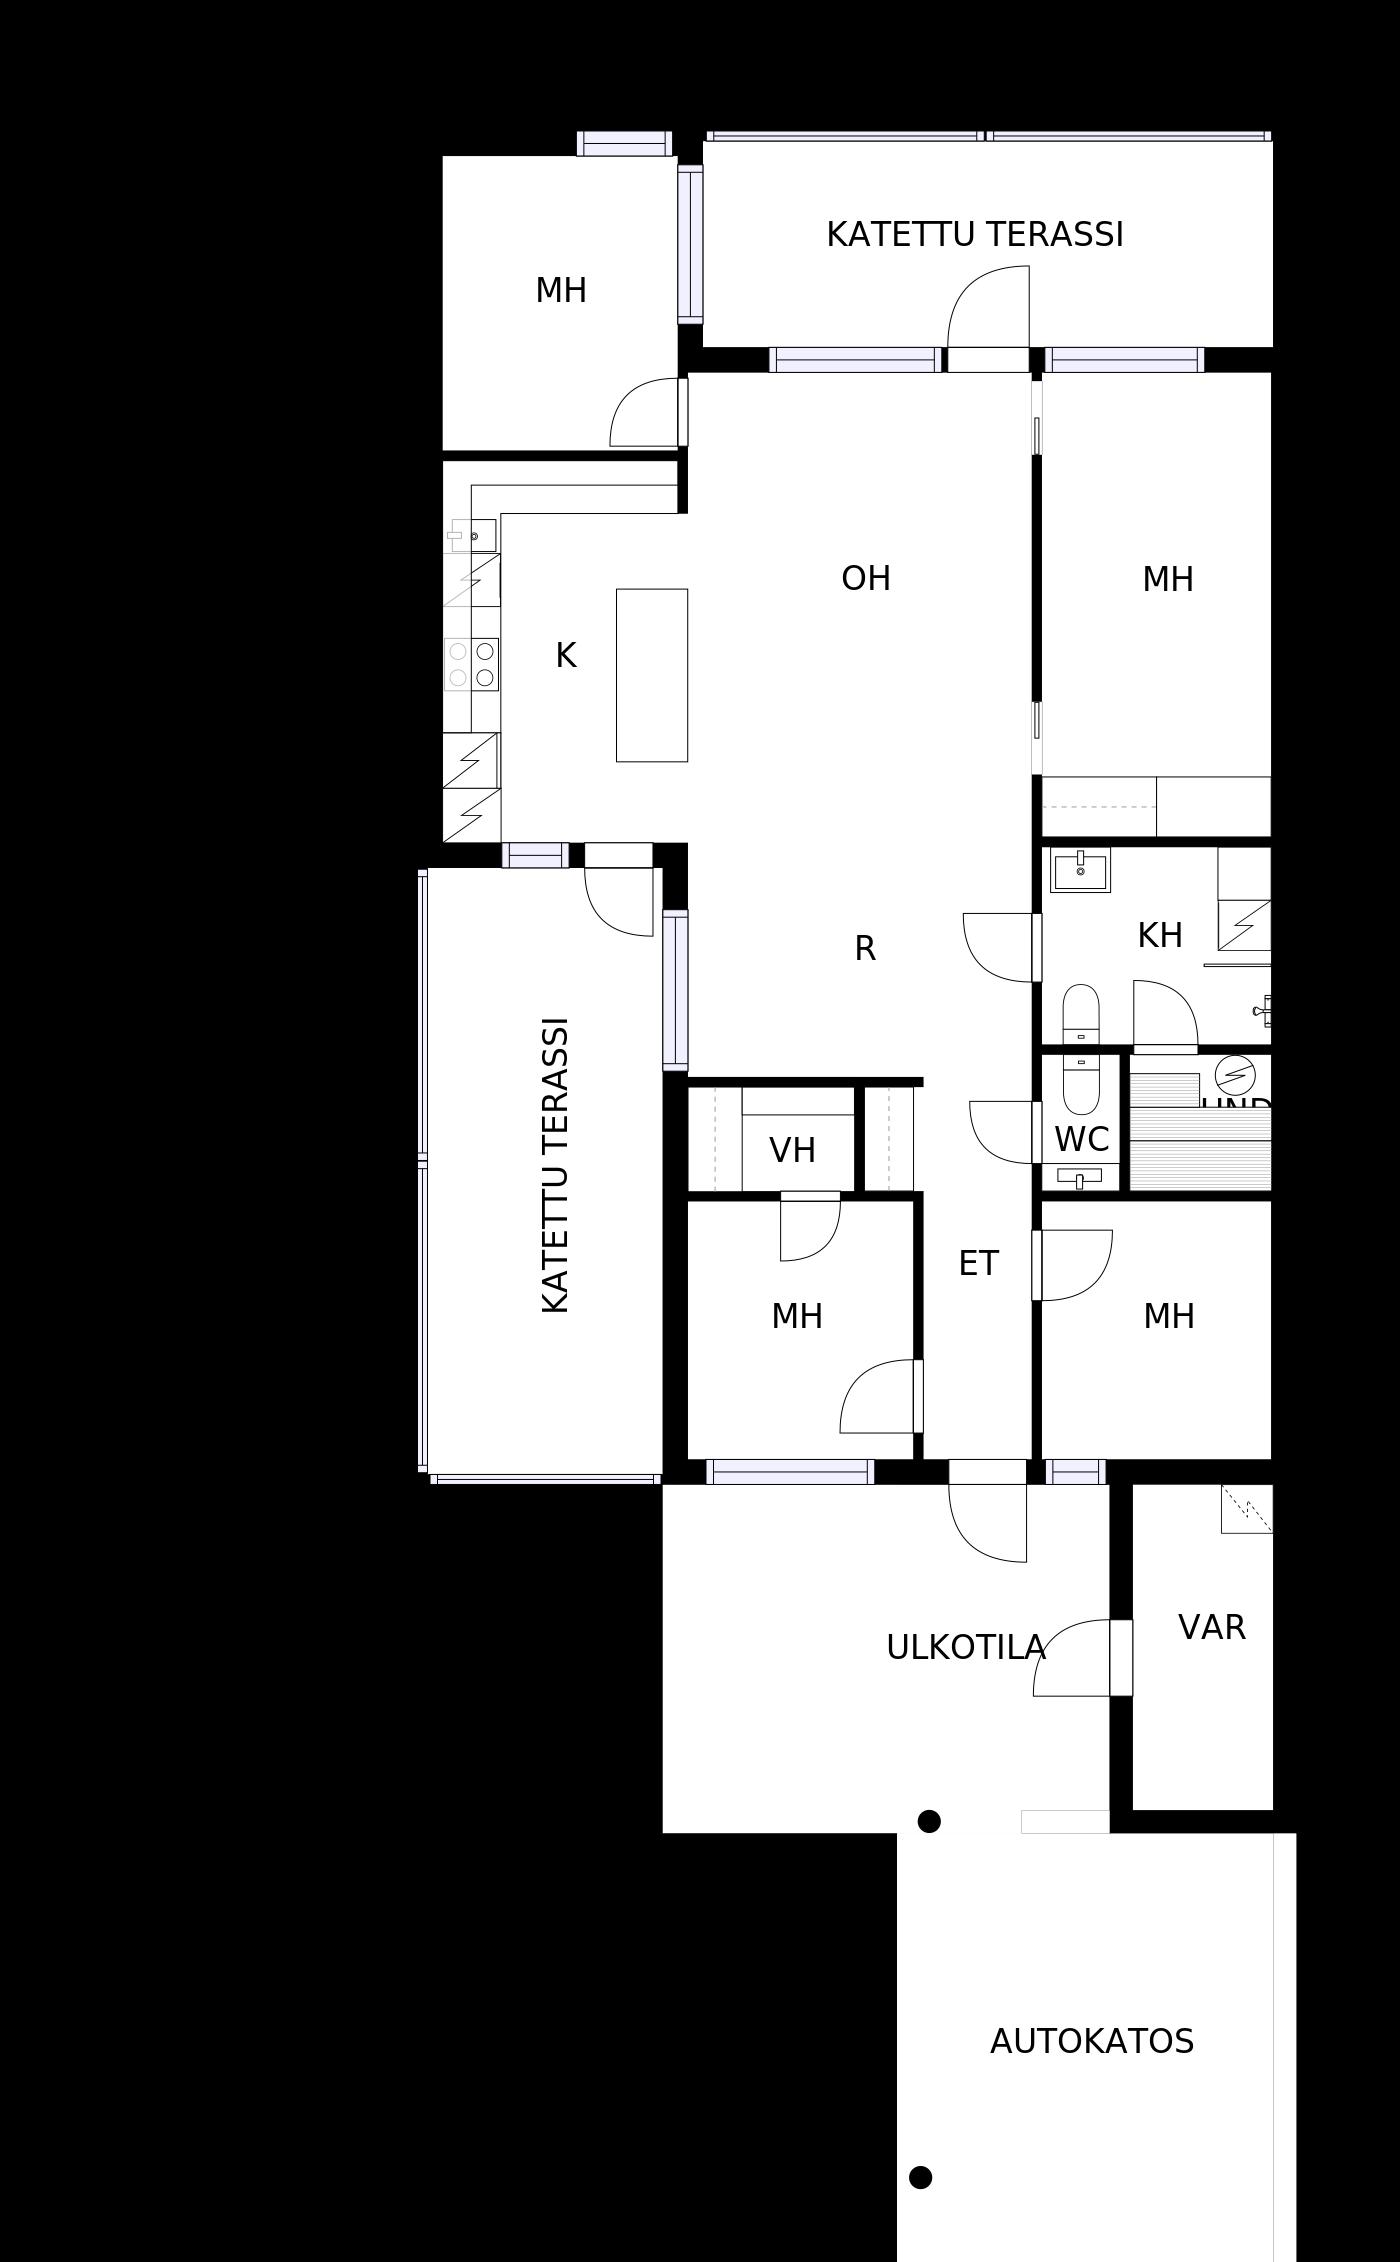 KATETTU TERASSI
MH
OH
MH
K
KH
R
KATETTU TERASSI
WC
VH
ET
MH
MH
VAR
ULKOTILA
AUTOKATOS